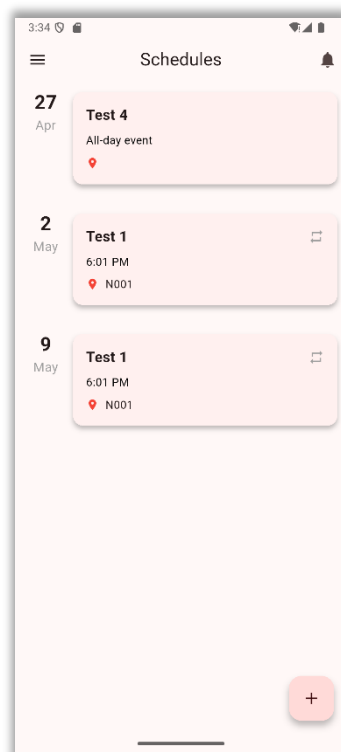 3:34
Schedules
27
Apr
Test 4
All-day event
2
May
Test 1
6:01 PM
N001
9
May
Test 1
6:01 PM
N001
+